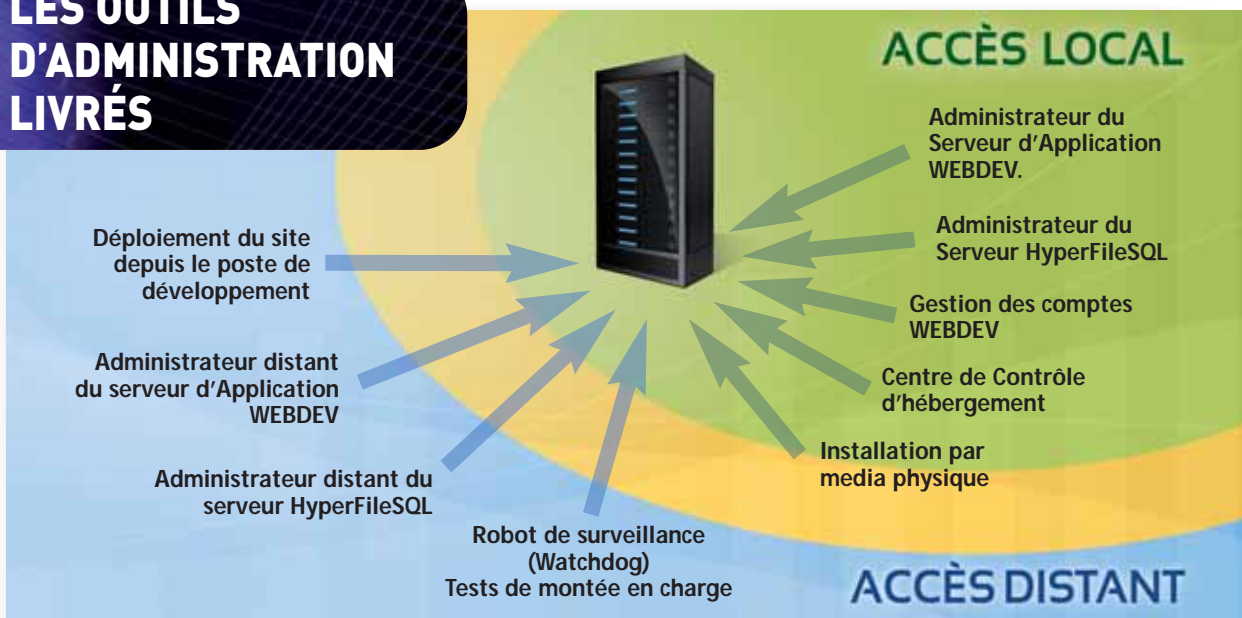 LES OUTILS
D'ADMINISTRATION
LIVRÉS
ACCÈS LOCAL
Administrateur du
Serveur d'Application
WEBDEV.
Administrateur du
Serveur HyperFileSQL
Gestion des comptes
WEBDEV
Centre de Contrôle
d'hébergement
Installation par
media physique
Déploiement du site
depuis le poste de
développement
Administrateur distant
du serveur d'Application
WEBDEV
Administrateur distant du
serveur HyperFileSQL
Robot de surveillance
(Watchdog)
Tests de montée en charge
ACCÈS DISTANT